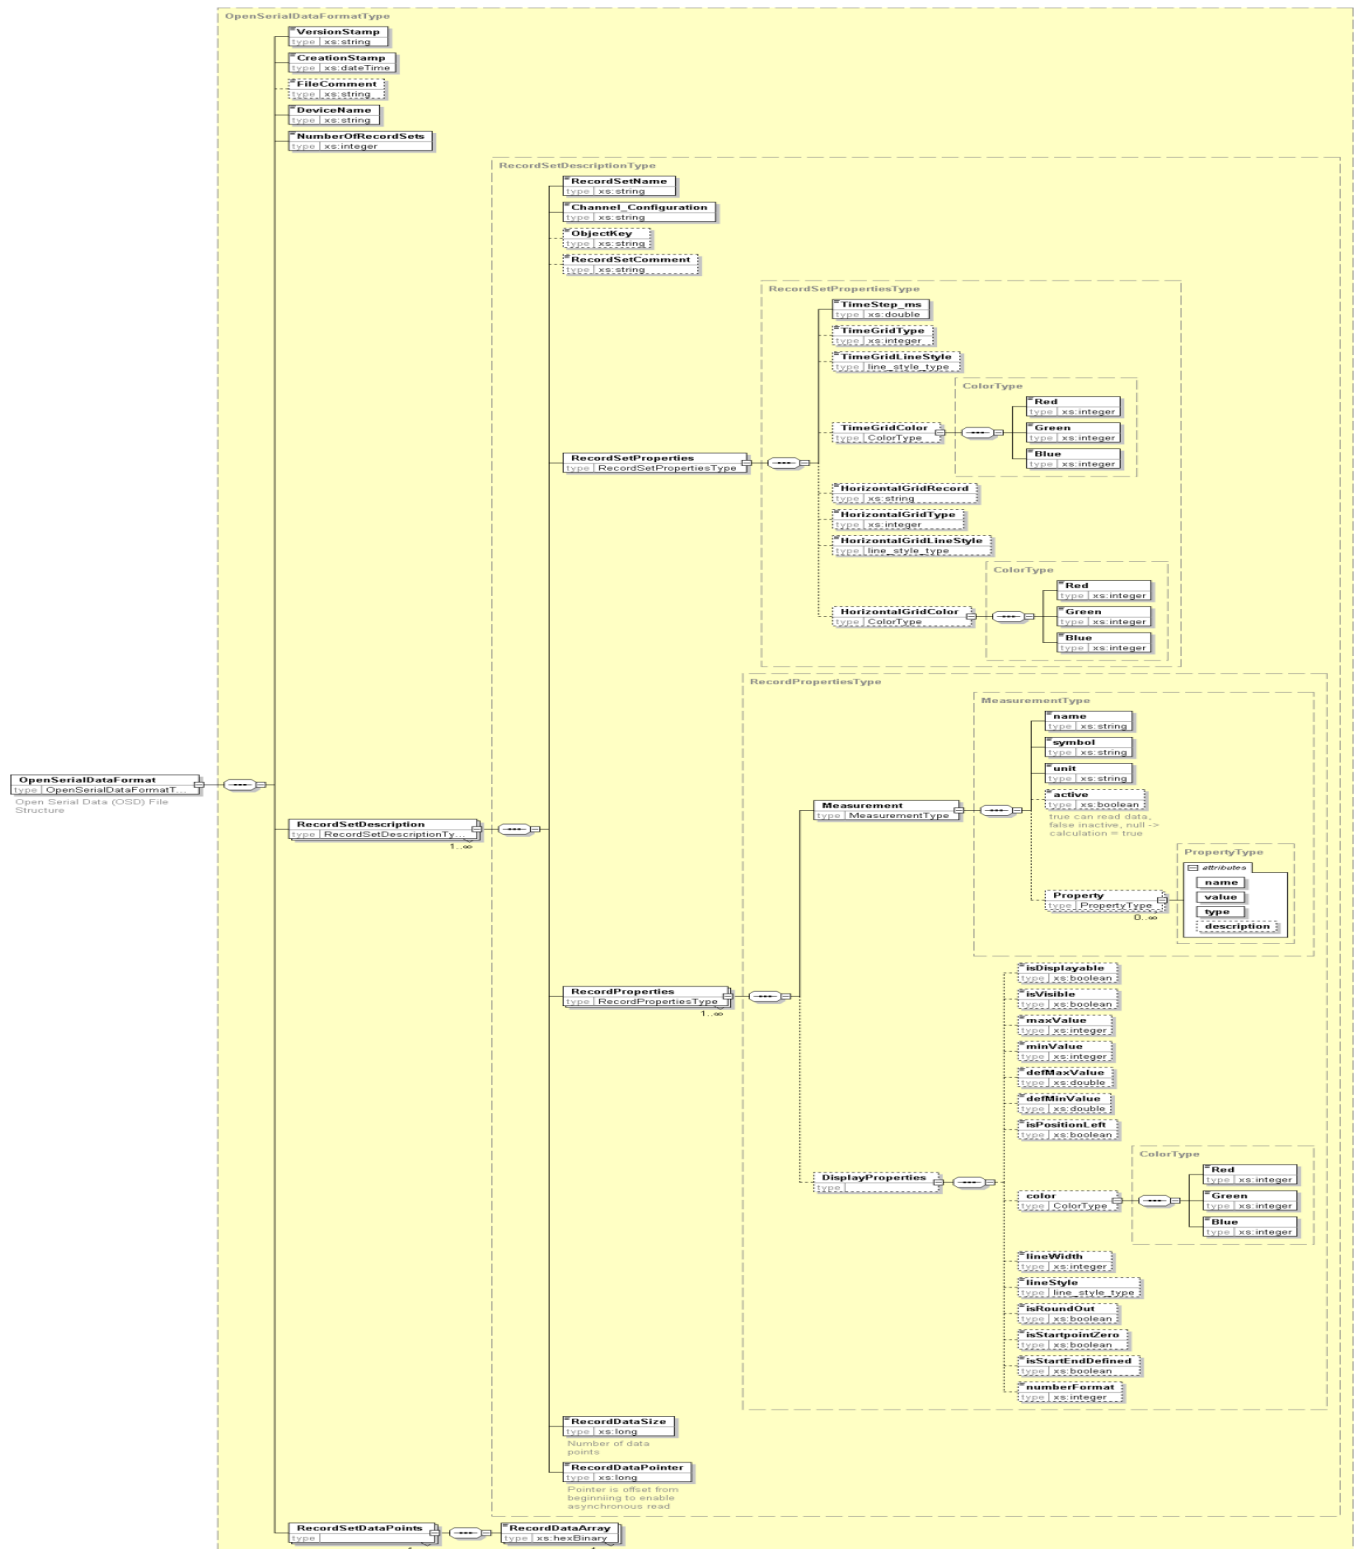 OpenSerialDataFormatType
VersionStamp
type xs:string
CreationStamp
type xs:dateTime
FileComment
type xs:string
DeviceName
type xs:string
NumberOfRecordSets
type xs:integer
RecordSetDescriptionType
RecordSetName
type xs:string
Channel_Configuration
type xs:string
ObjectKey
type xs:string
RecordSetComment
type xs:string
RecordSetPropertiesType
TimeStep_ms
type xs:double
TimeGridType
type xs:integer
TimeGridLineStyle
type line_style_type
ColorType
Red
type xs:integer
TimeGridColor
type ColorType
Green
type xs:integer
Blue
type xs:integer
RecordSetProperties
type RecordSetPropertiesType
HorizontalGridRecord
type xs:string
HorizontalGridType
type xs:integer
HorizontalGridLineStyle
type line_style_type
ColorType
Red
type xs:integer
HorizontalGridColor
type ColorType
Green
type xs:integer
Blue
type xs:integer
RecordPropertiesType
MeasurementType
name
type xs:string
symbol
type xs:string
unit
type xs:string
OpenSerialDataFormat
type OpenSerialDataFormatT...
Open Serial Data (OSD) File
Structure
active
type xs:boolean
true can read data,
false inactive, null ->
calculation = true
Measurement
type MeasurementType
RecordSetDescription
type RecordSetDescriptionTy...
1..∞
PropertyType
attributes
name
value
type
description
Property
type PropertyType
0..∞
isDisplayable
type xs:boolean
RecordProperties
type RecordPropertiesType
1..∞
isVisible
type xs:boolean
maxValue
type xs:integer
minValue
type xs:integer
defMaxValue
type xs:double
defMinValue
type xs:double
isPositionLeft
type xs:boolean
ColorType
DisplayProperties
type
Red
type xs:integer
color
type ColorType
Green
type xs:integer
Blue
type xs:integer
lineWidth
type xs:integer
lineStyle
type line_style_type
isRoundOut
type xs:boolean
isStartpointZero
type xs:boolean
isStartEndDefined
type xs:boolean
numberFormat
type xs:integer
RecordDataSize
type xs:long
Number of data
points
RecordDataPointer
type xs:long
Pointer is offset from
beginniing to enable
asynchronous read
RecordSetDataPoints
type
RecordDataArray
type xs:hexBinary